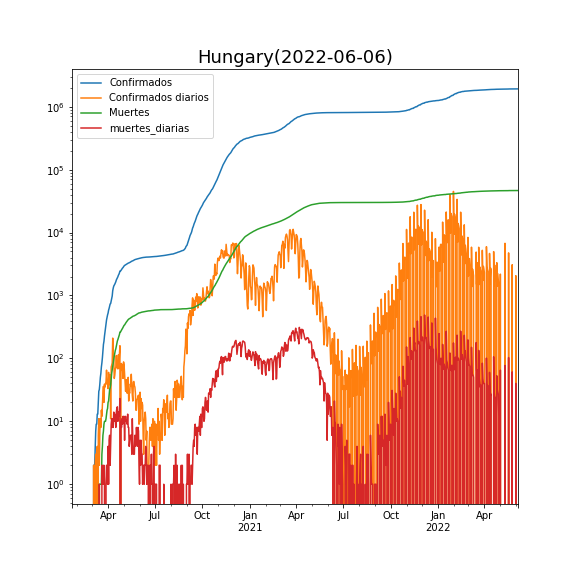 Hungary(2022-06-06)
Confirmados
Confirmados diarios
Muertes
muertes_diarias
10⁶
10⁵
10⁴
10³
10²
10¹
10⁰
Apr Jul Oct Jan Apr Jul Oct Jan Apr
2021 2022